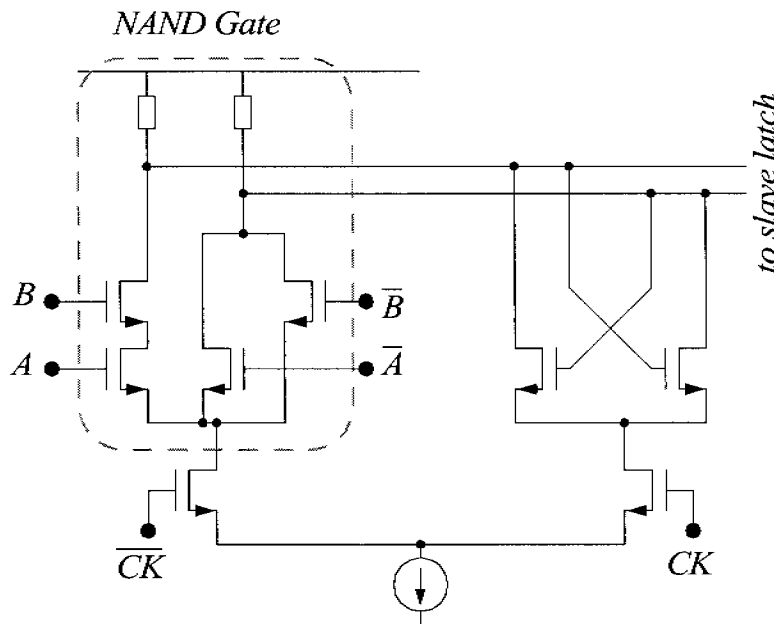 NAND Gate
to slave latch
B
B̅
A
A̅
C̅K̅
CK